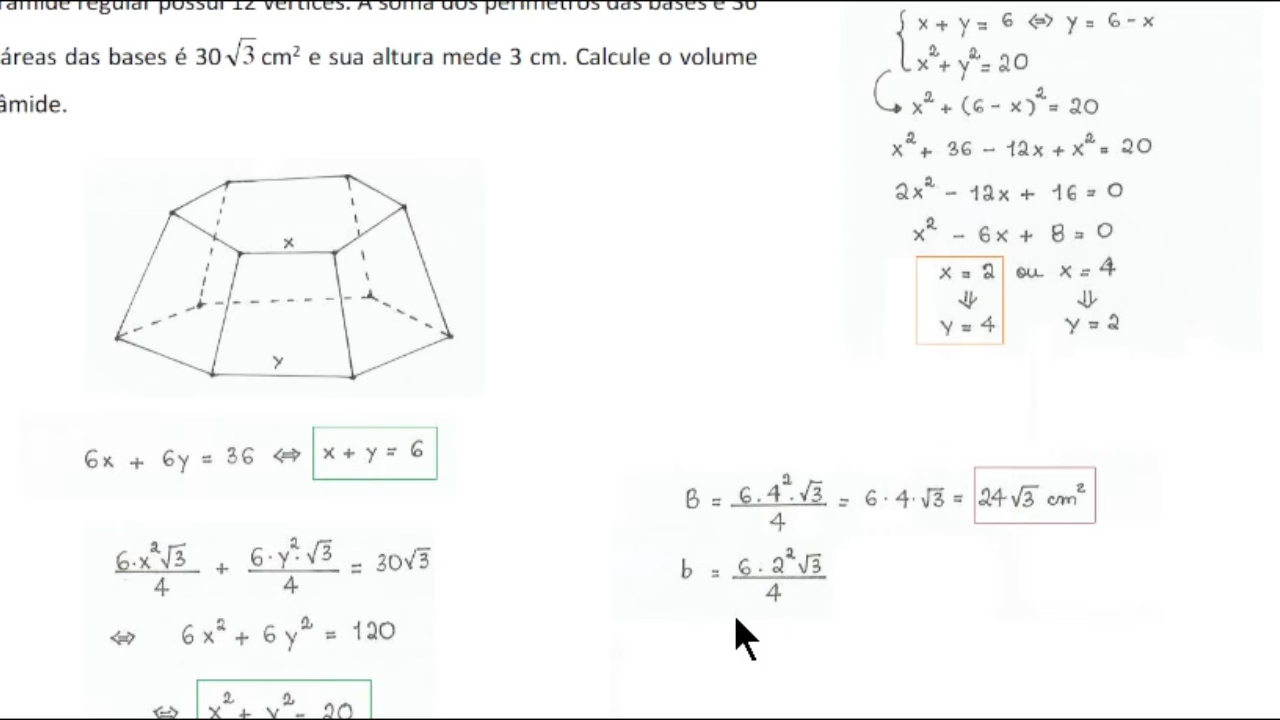 râmide regular possui 12 vértices. A soma dos perímetros das bases é 36
áreas das bases é 30√3 cm² e sua altura mede 3 cm. Calcule o volume
âmide.
x
y
6x + 6y = 36 ⇔ x + y = 6
6·x²√3/4 + 6·y²·√3/4 = 30√3
⇔ 6x² + 6y² = 120
⇔ x² + y² = 20
x + y = 6 ⇔ y = 6 - x
x² + y² = 20
x² + (6 - x)² = 20
x² + 36 - 12x + x² = 20
2x² - 12x + 16 = 0
x² - 6x + 8 = 0
x = 2 ou x = 4
⇓ ⇓
y = 4 y = 2
B = 6.4².√3/4 = 6·4·√3 = 24√3 cm²
b = 6.2²√3/4